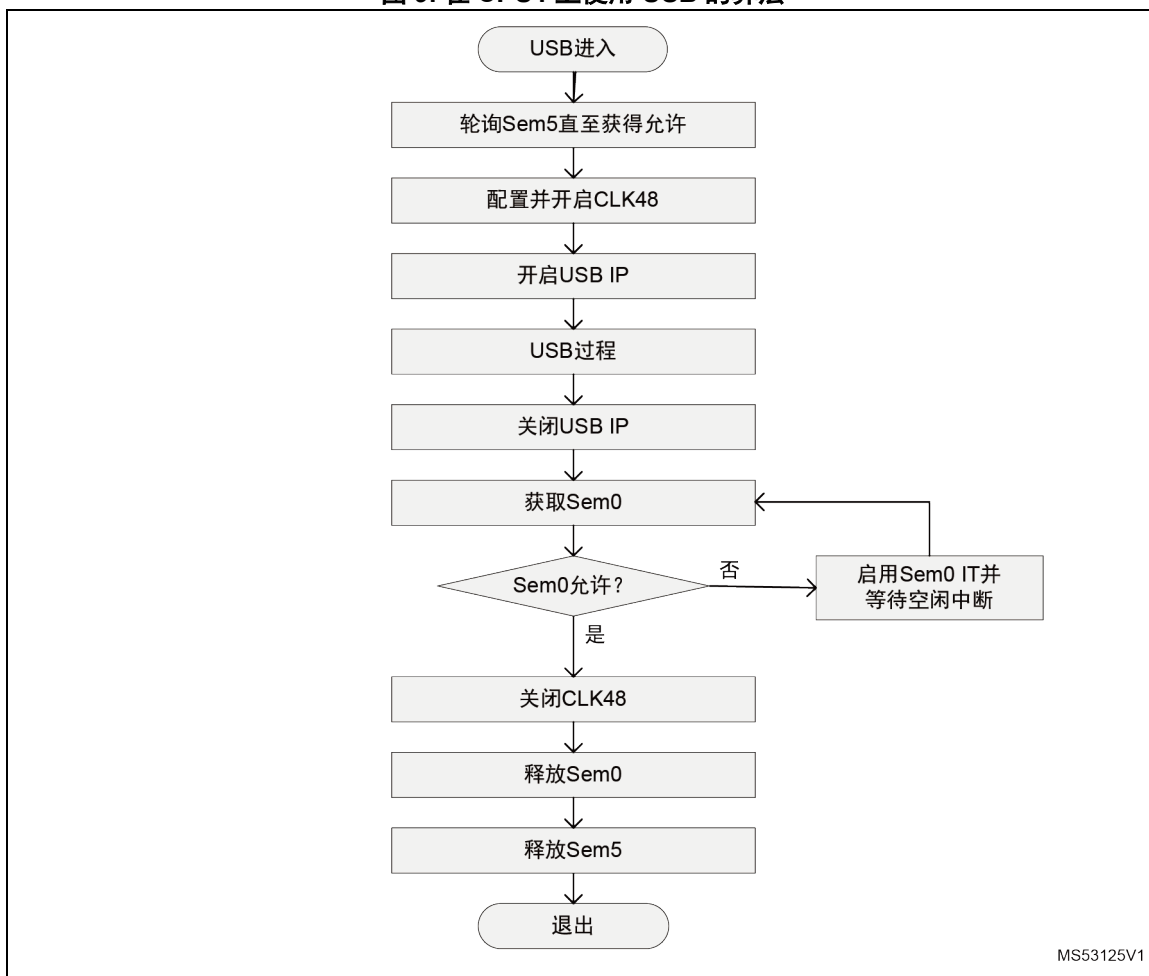 USB进入
轮询Sem5直至获得允许
配置并开启CLK48
开启USB IP
USB过程
关闭USB IP
获取Sem0
Sem0允许？
否
启用Sem0 IT并
等待空闲中断
是
关闭CLK48
释放Sem0
释放Sem5
退出
MS53125V1